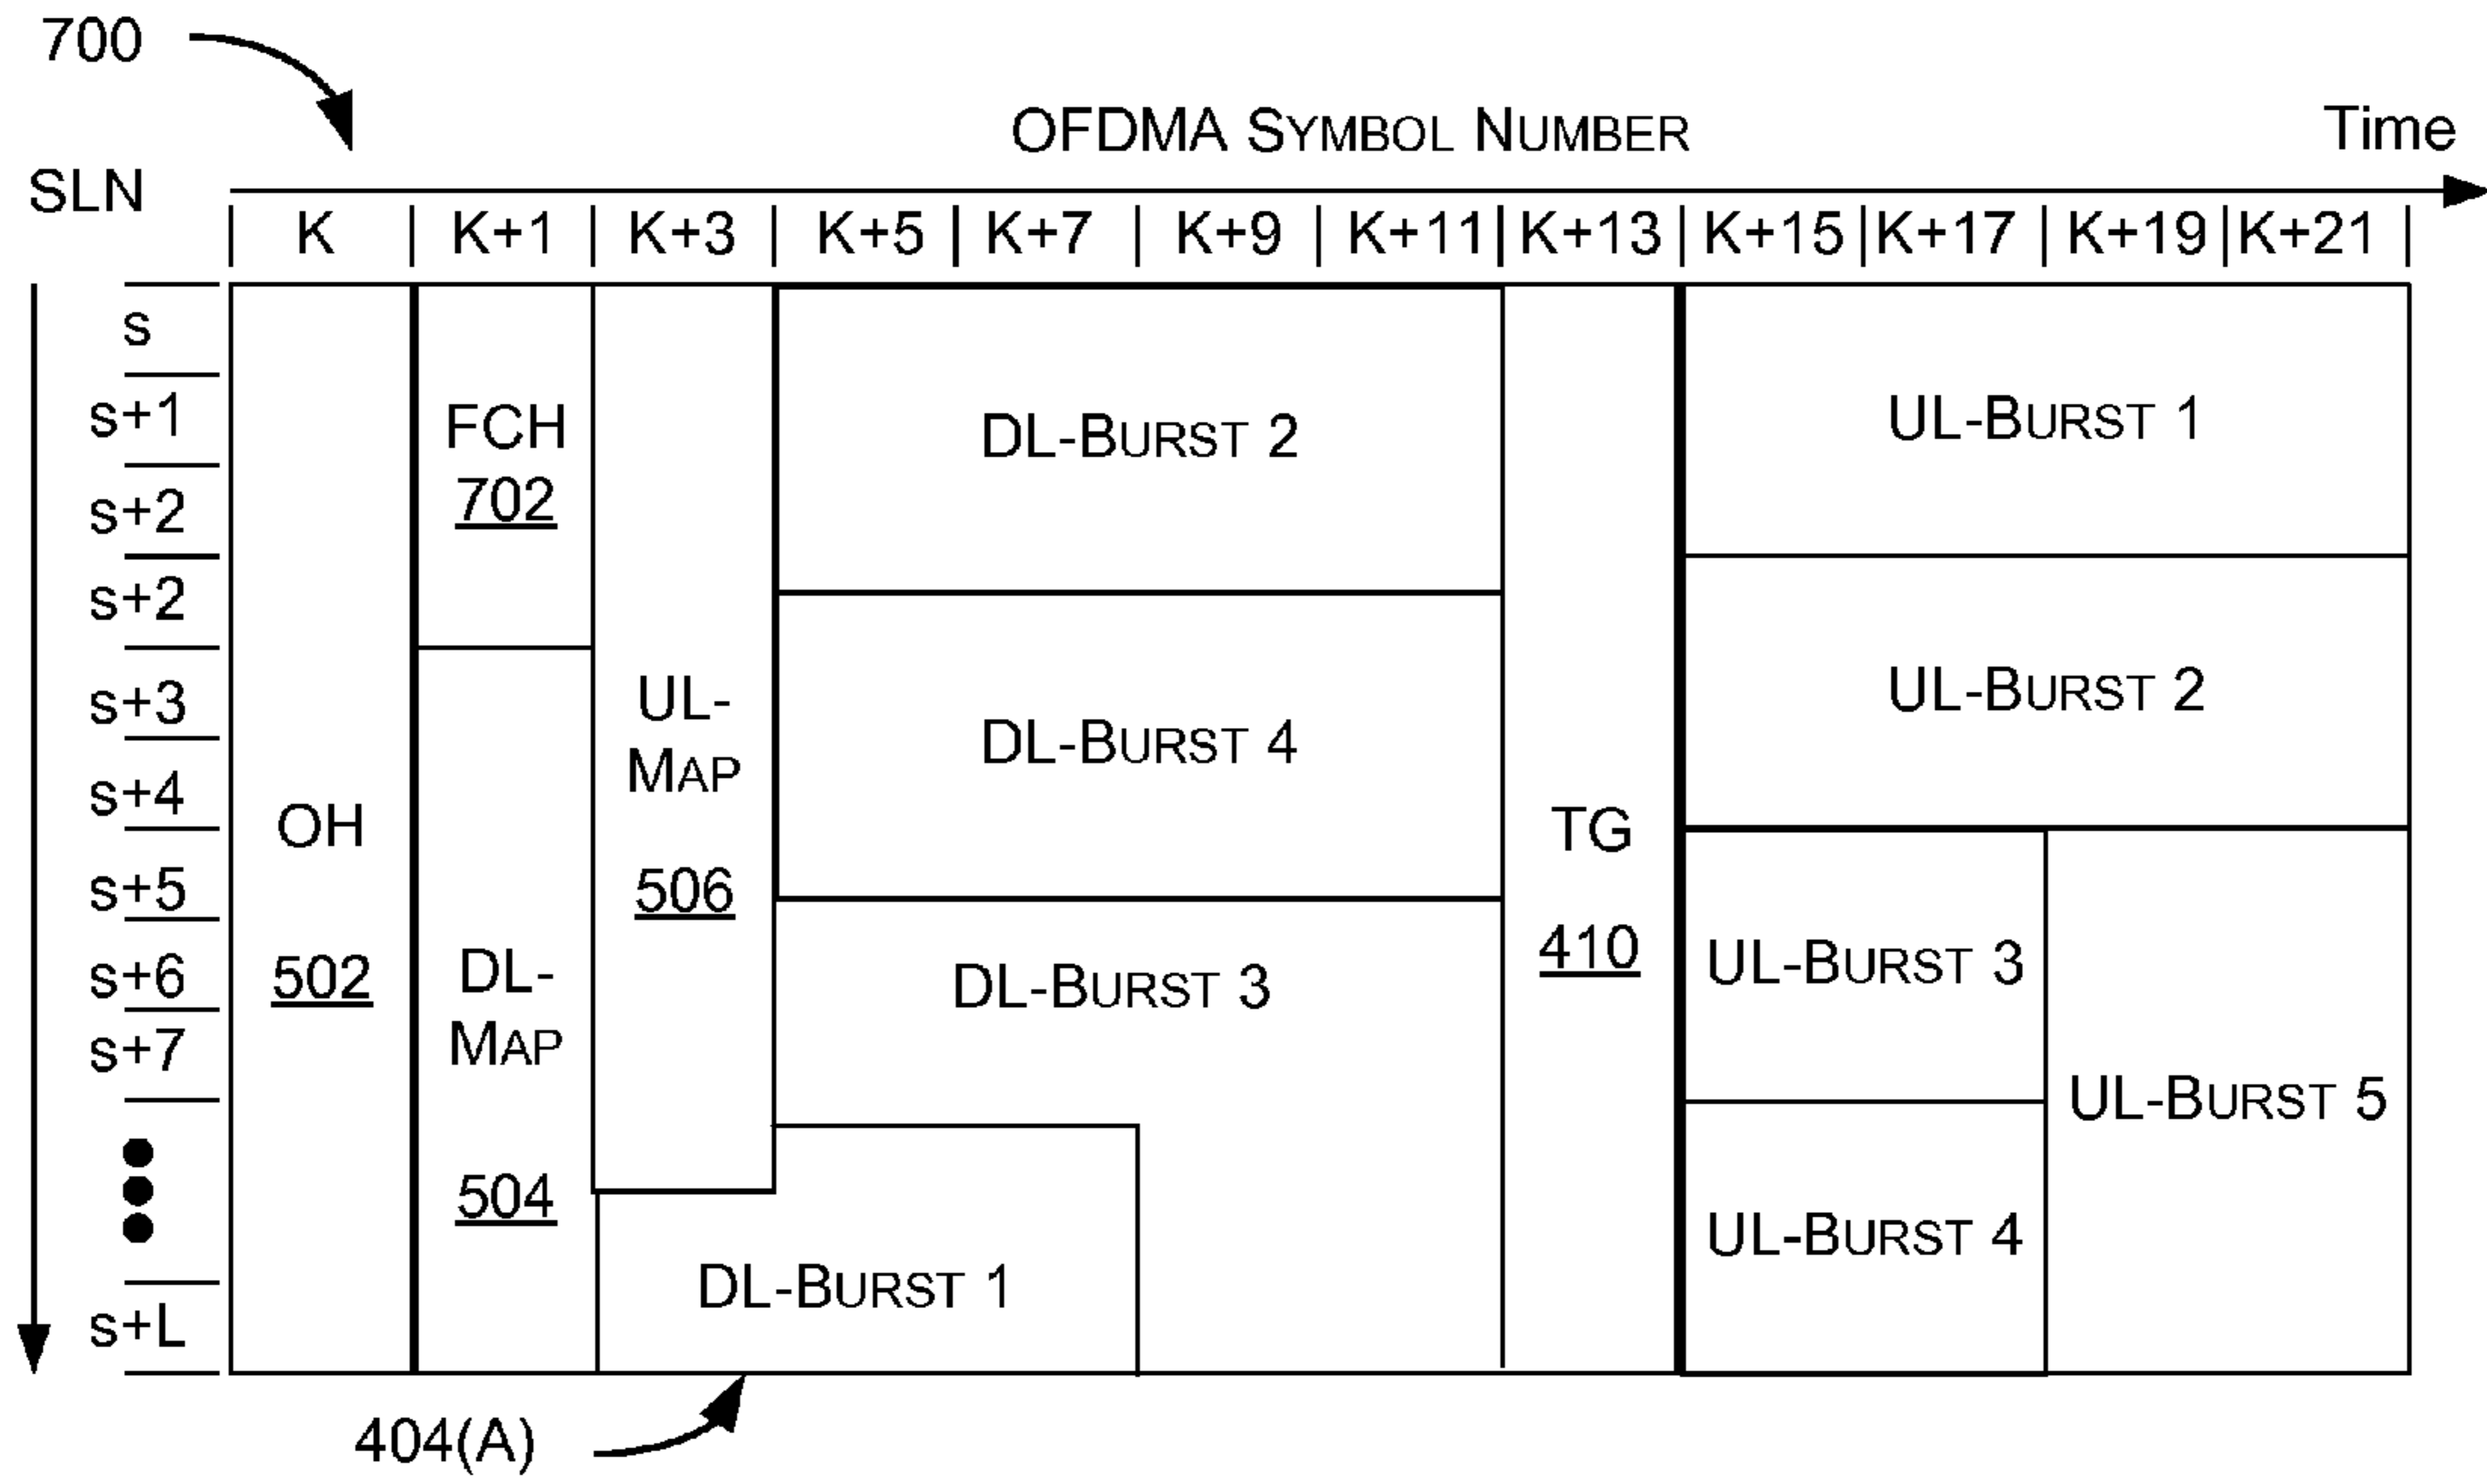 700
OFDMA SYMBOL NUMBER
Time
SLN
K K+1 K+3 K+5 K+7 K+9 K+11 K+13 K+15 K+17 K+19 K+21
s
s+1
s+2
s+2
s+3
s+4
s+5
s+6
s+7
s+L
OH
502
FCH
702
DL-
MAP
504
UL-
MAP
506
DL-BURST 2
DL-BURST 4
DL-BURST 3
DL-BURST 1
TG
410
UL-BURST 1
UL-BURST 2
UL-BURST 3
UL-BURST 4
UL-BURST 5
404(A)